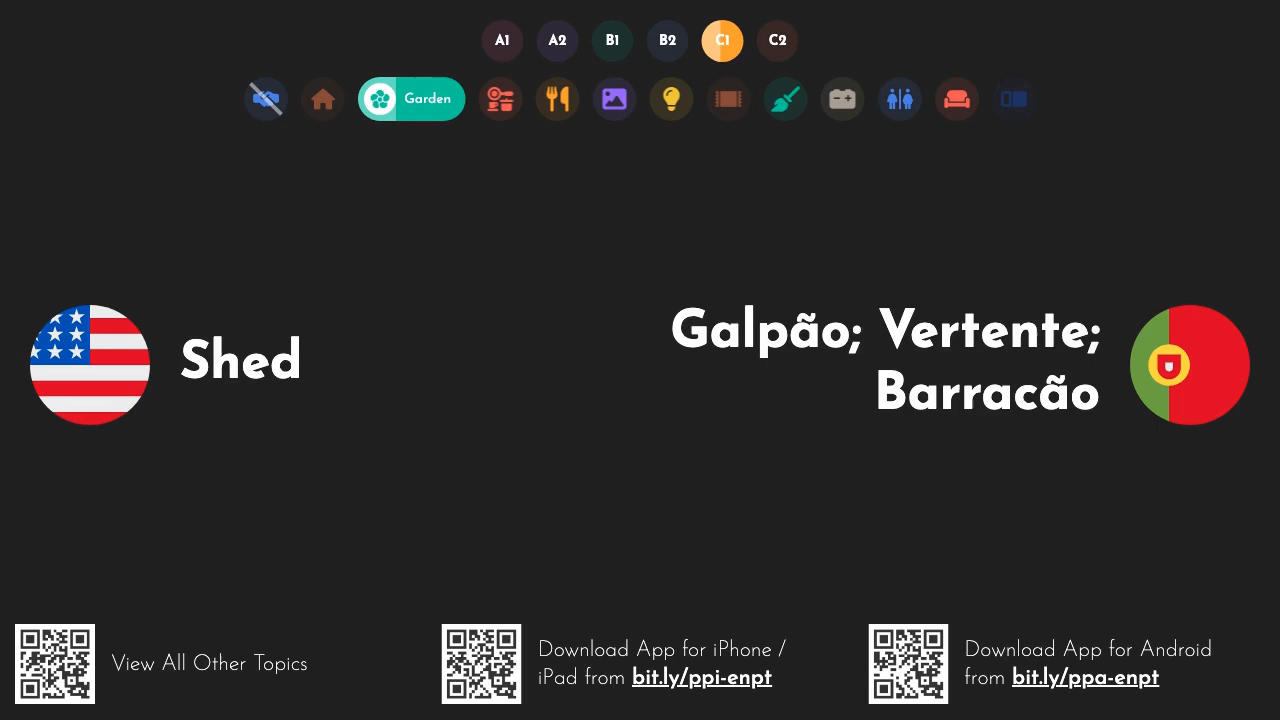 A1 A2 B1 B2 C1 C2
Garden
Shed
Galpão; Vertente;
Barracão
View All Other Topics
Download App for iPhone /
iPad from bit.ly/ppi-enpt
Download App for Android
from bit.ly/ppa-enpt